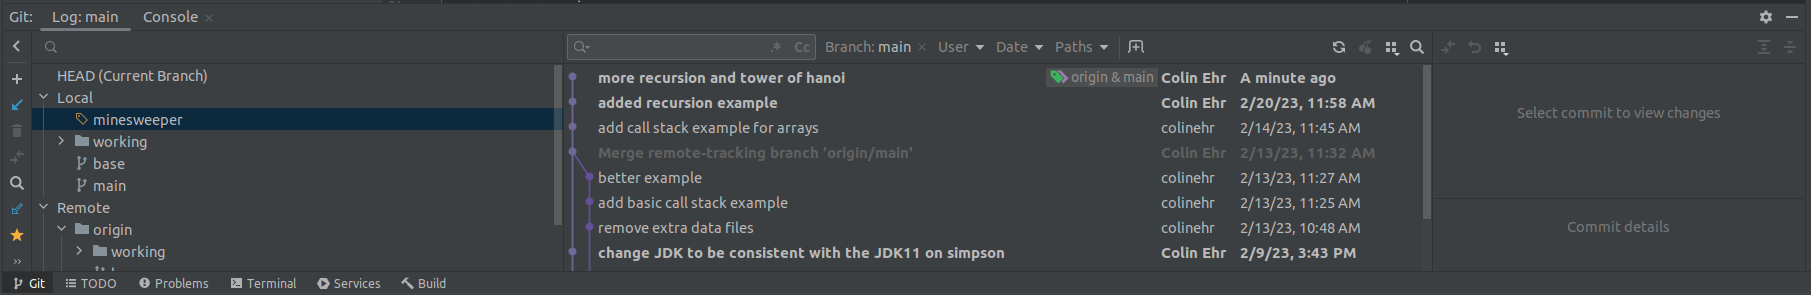 Git: Log: main Console
.* Cc Branch: main User Date Paths
HEAD (Current Branch)
Local
minesweeper
working
base
main
Remote
origin
working
more recursion and tower of hanoi origin & main Colin Ehr A minute ago
added recursion example Colin Ehr 2/20/23, 11:58 AM
add call stack example for arrays colinehr 2/14/23, 11:45 AM
Merge remote-tracking branch 'origin/main' Colin Ehr 2/13/23, 11:32 AM
better example colinehr 2/13/23, 11:27 AM
add basic call stack example colinehr 2/13/23, 11:25 AM
remove extra data files colinehr 2/13/23, 10:48 AM
change JDK to be consistent with the JDK11 on simpson Colin Ehr 2/9/23, 3:43 PM
Select commit to view changes
Commit details
Git TODO Problems Terminal Services Build